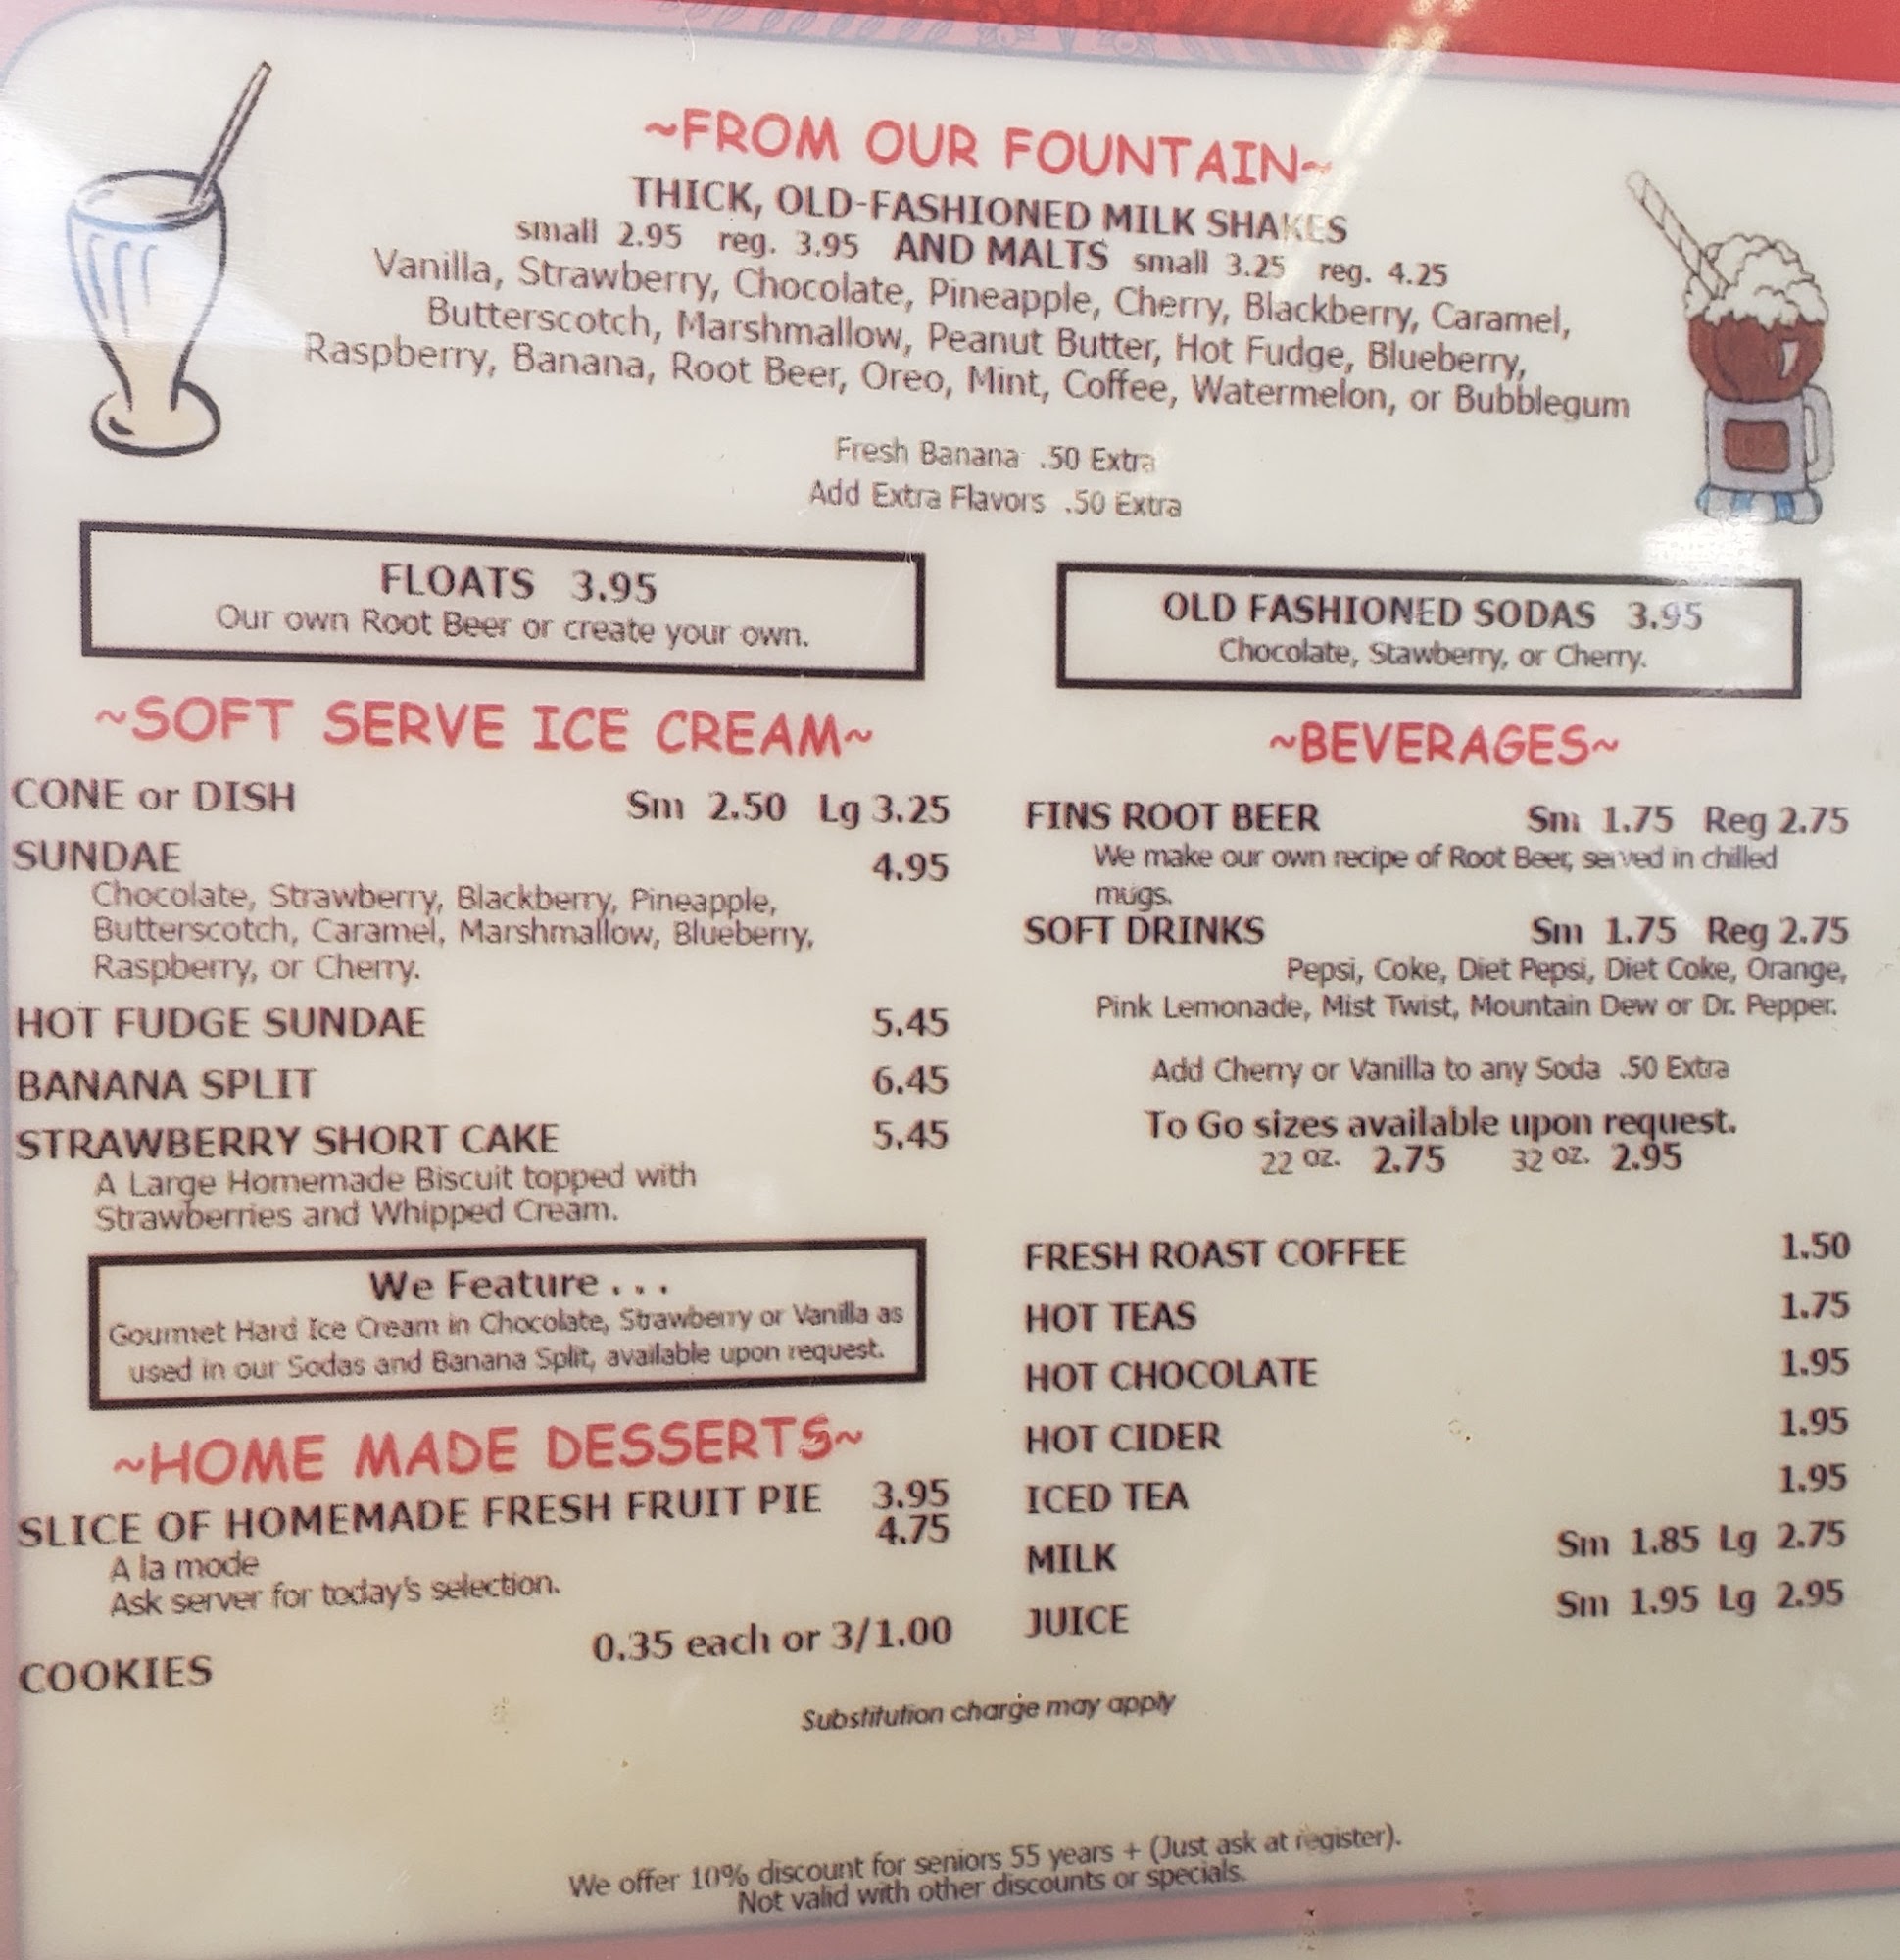 ~FROM OUR FOUNTAIN~
THICK, OLD-FASHIONED MILK SHAKES
small 2.95 reg. 3.95 AND MALTS small 3.25 reg. 4.25
Vanilla, Strawberry, Chocolate, Pineapple, Cherry, Blackberry, Caramel,
Butterscotch, Marshmallow, Peanut Butter, Hot Fudge, Blueberry,
Raspberry, Banana, Root Beer, Oreo, Mint, Coffee, Watermelon, or Bubblegum
Fresh Banana .50 Extra
Add Extra Flavors .50 Extra
FLOATS 3.95
Our own Root Beer or create your own.
OLD FASHIONED SODAS 3.95
Chocolate, Stawberry, or Cherry.
~SOFT SERVE ICE CREAM~
CONE or DISH Sm 2.50 Lg 3.25
SUNDAE 4.95
Chocolate, Strawberry, Blackberry, Pineapple,
Butterscotch, Caramel, Marshmallow, Blueberry,
Raspberry, or Cherry.
HOT FUDGE SUNDAE 5.45
BANANA SPLIT 6.45
STRAWBERRY SHORT CAKE 5.45
A Large Homemade Biscuit topped with
Strawberries and Whipped Cream.
We Feature . . .
Gourmet Hard Ice Cream in Chocolate, Strawberry or Vanilla as
used in our Sodas and Banana Split, available upon request.
~HOME MADE DESSERTS~
SLICE OF HOMEMADE FRESH FRUIT PIE 3.95
4.75
A la mode
Ask server for today's selection.
COOKIES 0.35 each or 3/1.00
~BEVERAGES~
FINS ROOT BEER Sm 1.75 Reg 2.75
We make our own recipe of Root Beer, served in chilled
mugs.
SOFT DRINKS Sm 1.75 Reg 2.75
Pepsi, Coke, Diet Pepsi, Diet Coke, Orange,
Pink Lemonade, Mist Twist, Mountain Dew or Dr. Pepper.
Add Cherry or Vanilla to any Soda .50 Extra
To Go sizes available upon request.
22 oz. 2.75 32 oz. 2.95
FRESH ROAST COFFEE 1.50
HOT TEAS 1.75
HOT CHOCOLATE 1.95
HOT CIDER 1.95
ICED TEA 1.95
MILK Sm 1.85 Lg 2.75
JUICE Sm 1.95 Lg 2.95
Substitution charge may apply
We offer 10% discount for seniors 55 years + (Just ask at register).
Not valid with other discounts or specials.